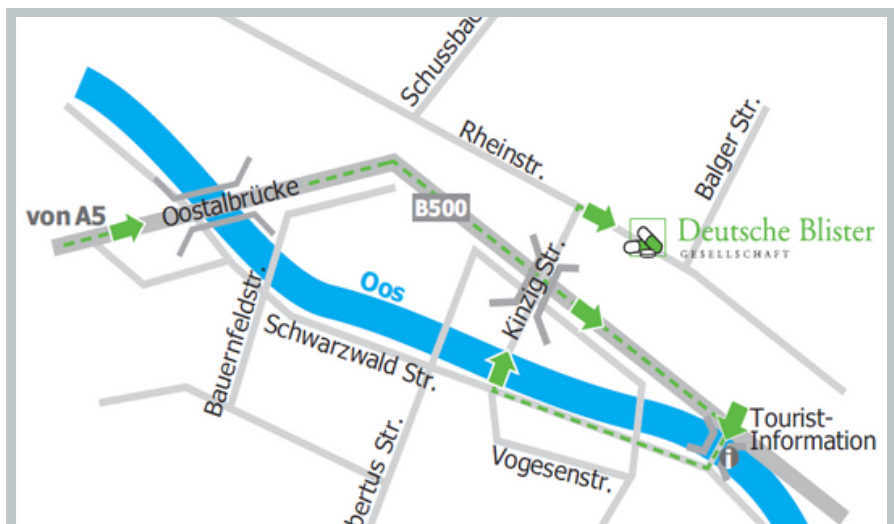 Schussba
Rheinstr.
Balger Str.
von A5
Oostalbrücke
B500
Deutsche Blister
GESELLSCHAFT
Kinzig Str.
Oos
Bauernfeldstr.
Schwarzwald Str.
bertus Str.
Vogesenstr.
Tourist-
Information
i